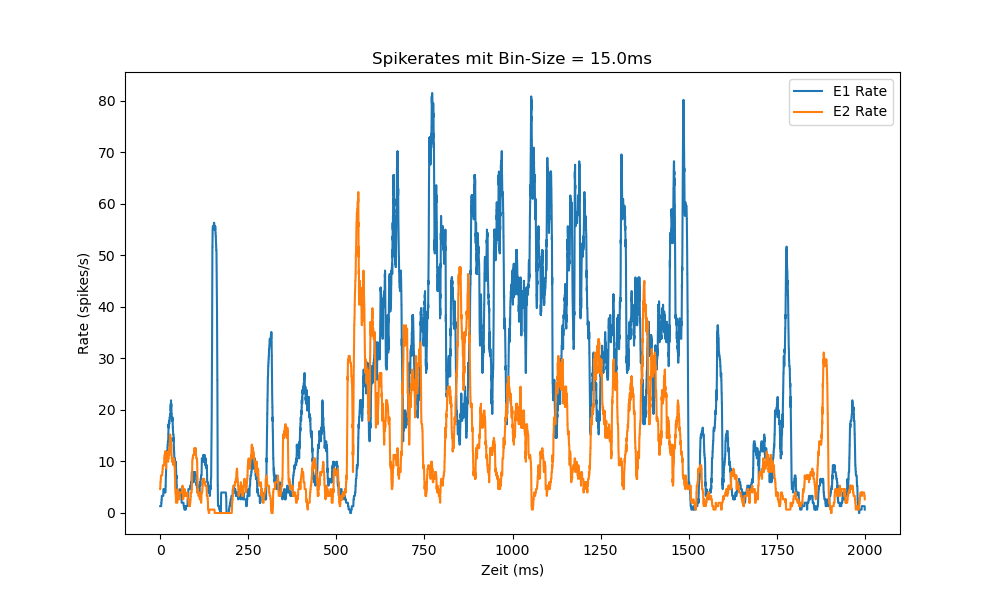 Spikerates mit Bin-Size = 15.0ms
E1 Rate
E2 Rate
80
70
60
50
40
30
20
10
0
Rate (spikes/s)
0 250 500 750 1000 1250 1500 1750 2000
Zeit (ms)